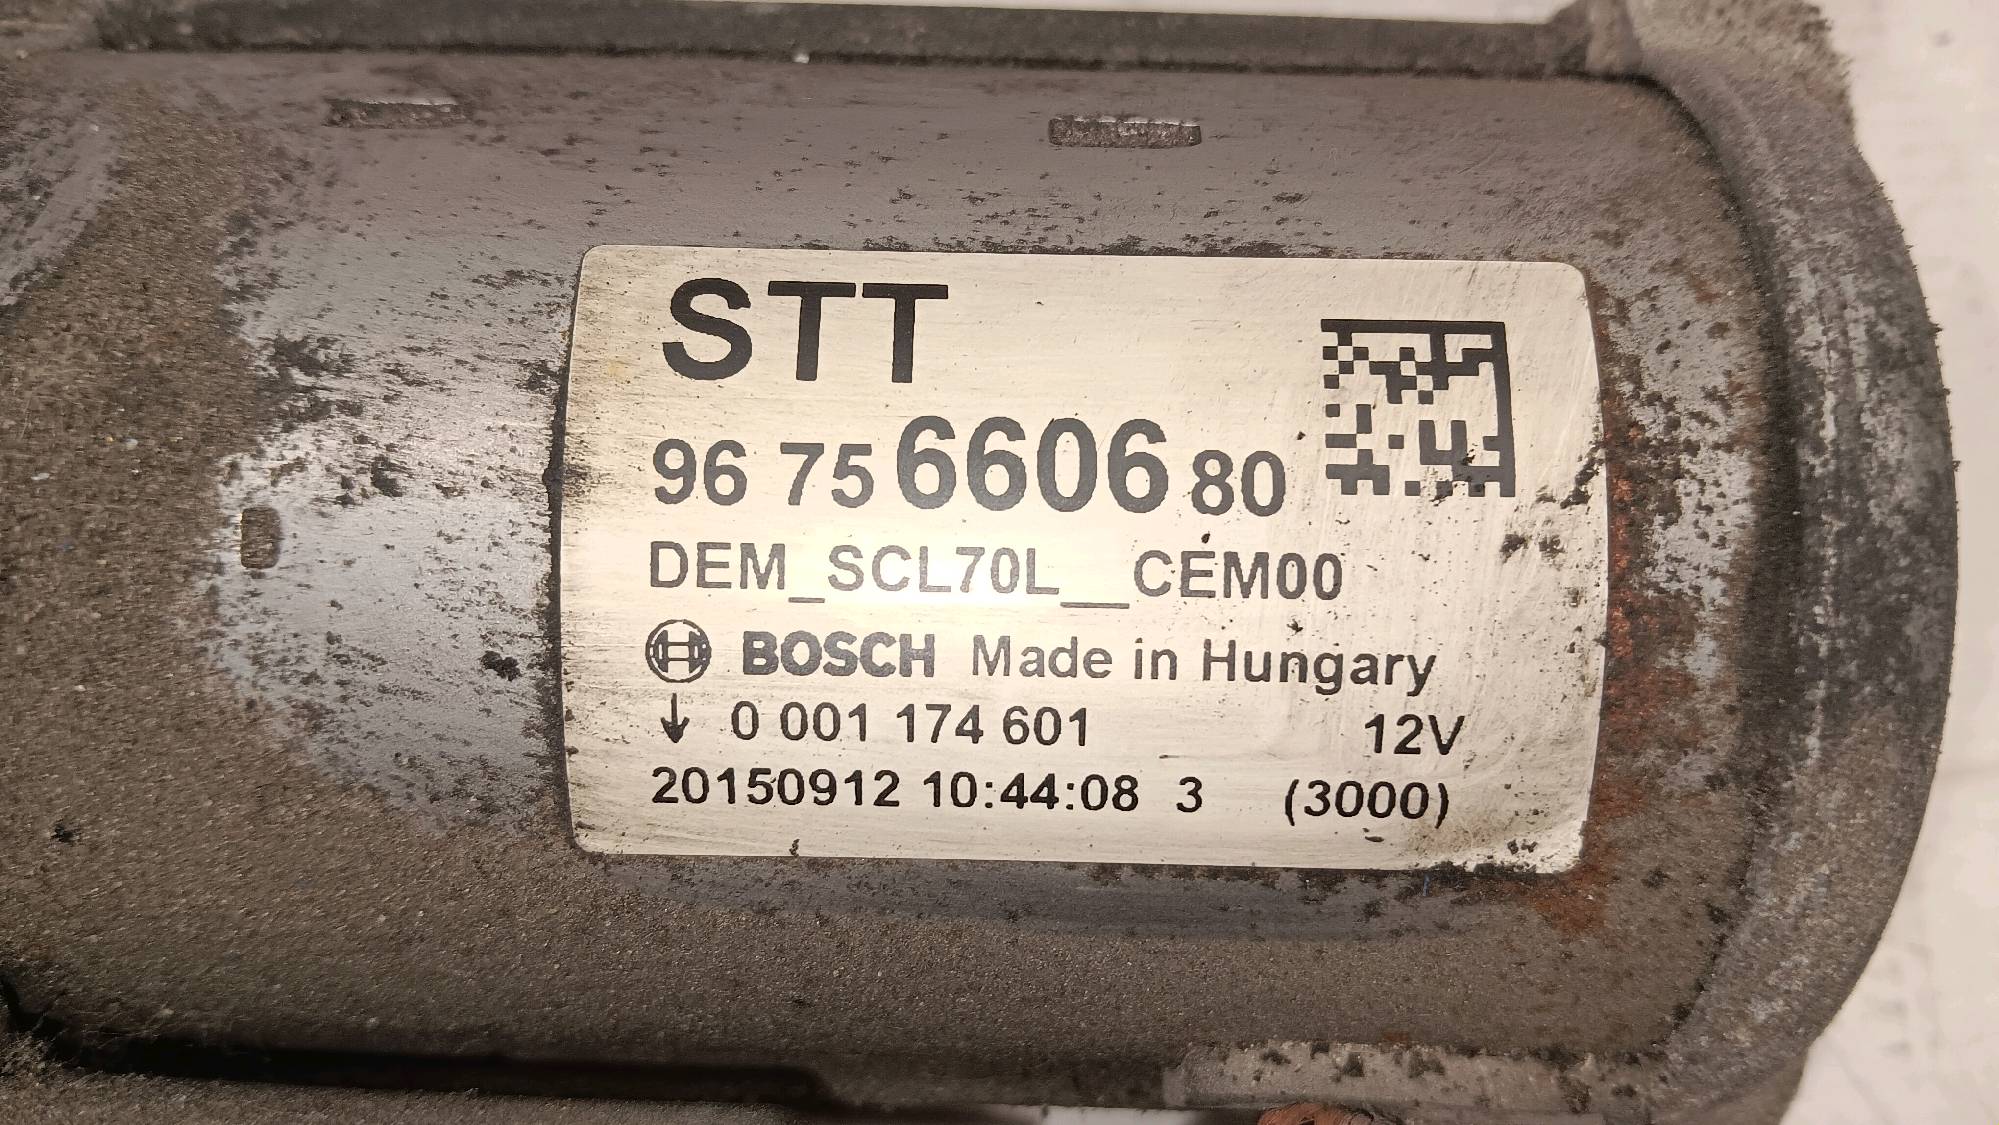 STT
96 75 6606 80
DEM_SCL70L__CEM00
BOSCH Made in Hungary
↓ 0 001 174 601 12V
20150912 10:44:08 3 (3000)